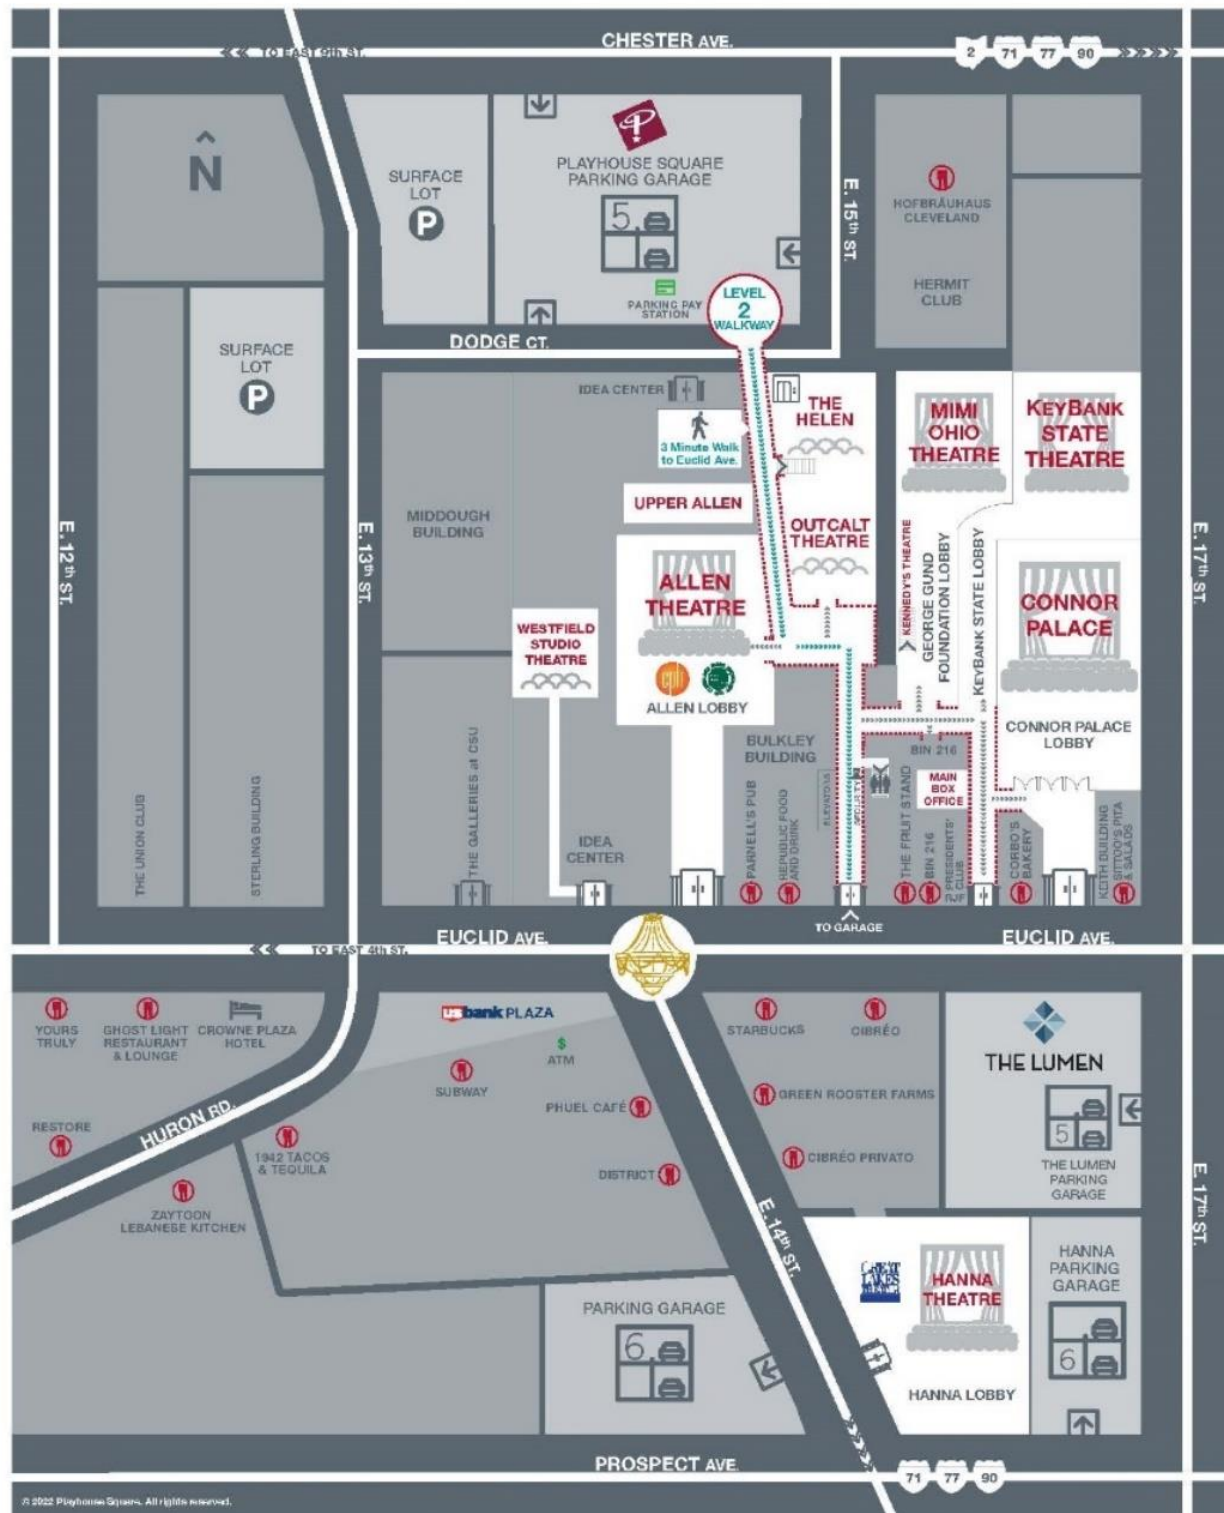 CHESTER AVE.
TO EAST 9th ST.
2
71
77
90
N
SURFACE
LOT
P
PLAYHOUSE SQUARE
PARKING GARAGE
5
PARKING PAY
STATION
E. 15th ST.
HOFBRÄUHAUS
CLEVELAND
HERMIT
CLUB
LEVEL
2
WALKWAY
DODGE CT.
SURFACE
LOT
P
IDEA CENTER
3 Minute Walk
to Euclid Ave.
THE
HELEN
MIMI
OHIO
THEATRE
KEYBANK
STATE
THEATRE
UPPER ALLEN
MIDDOUGH
BUILDING
OUTCALT
THEATRE
E. 12th ST.
E. 13th ST.
E. 17th ST.
ALLEN
THEATRE
KENNEDY'S THEATRE
GEORGE GUND
FOUNDATION LOBBY
KEYBANK STATE LOBBY
CONNOR
PALACE
WESTFIELD
STUDIO
THEATRE
cph
ALLEN LOBBY
BULKLEY
BUILDING
BIN 216
CONNOR PALACE
LOBBY
MAIN
BOX
OFFICE
THE UNION CLUB
STERLING BUILDING
THE GALLERIES at CSU
IDEA
CENTER
PARNELL'S PUB
REPUBLIC FOOD
AND DRINK
ELEVATORS
THE FRUIT STAND
BIN 216
PRESIDENTS'
CLUB
CORBO'S
BAKERY
KEITH BUILDING
SITTOO'S PITA
& SALADS
TO GARAGE
EUCLID AVE.
EUCLID AVE.
TO EAST 4th ST.
YOURS
TRULY
GHOST LIGHT
RESTAURANT
& LOUNGE
CROWNE PLAZA
HOTEL
usbank PLAZA
$
ATM
SUBWAY
STARBUCKS
CIBRÉO
THE LUMEN
PHUEL CAFÉ
GREEN ROOSTER FARMS
5
RESTORE
HURON RD.
1942 TACOS
& TEQUILA
DISTRICT
CIBRÉO PRIVATO
THE LUMEN
PARKING
GARAGE
ZAYTOON
LEBANESE KITCHEN
E. 14th ST.
E. 17th ST.
GREAT
LAKES
THEATER
HANNA
THEATRE
HANNA
PARKING
GARAGE
PARKING GARAGE
6
6
HANNA LOBBY
PROSPECT AVE.
71
77
90
© 2022 Playhouse Square. All rights reserved.